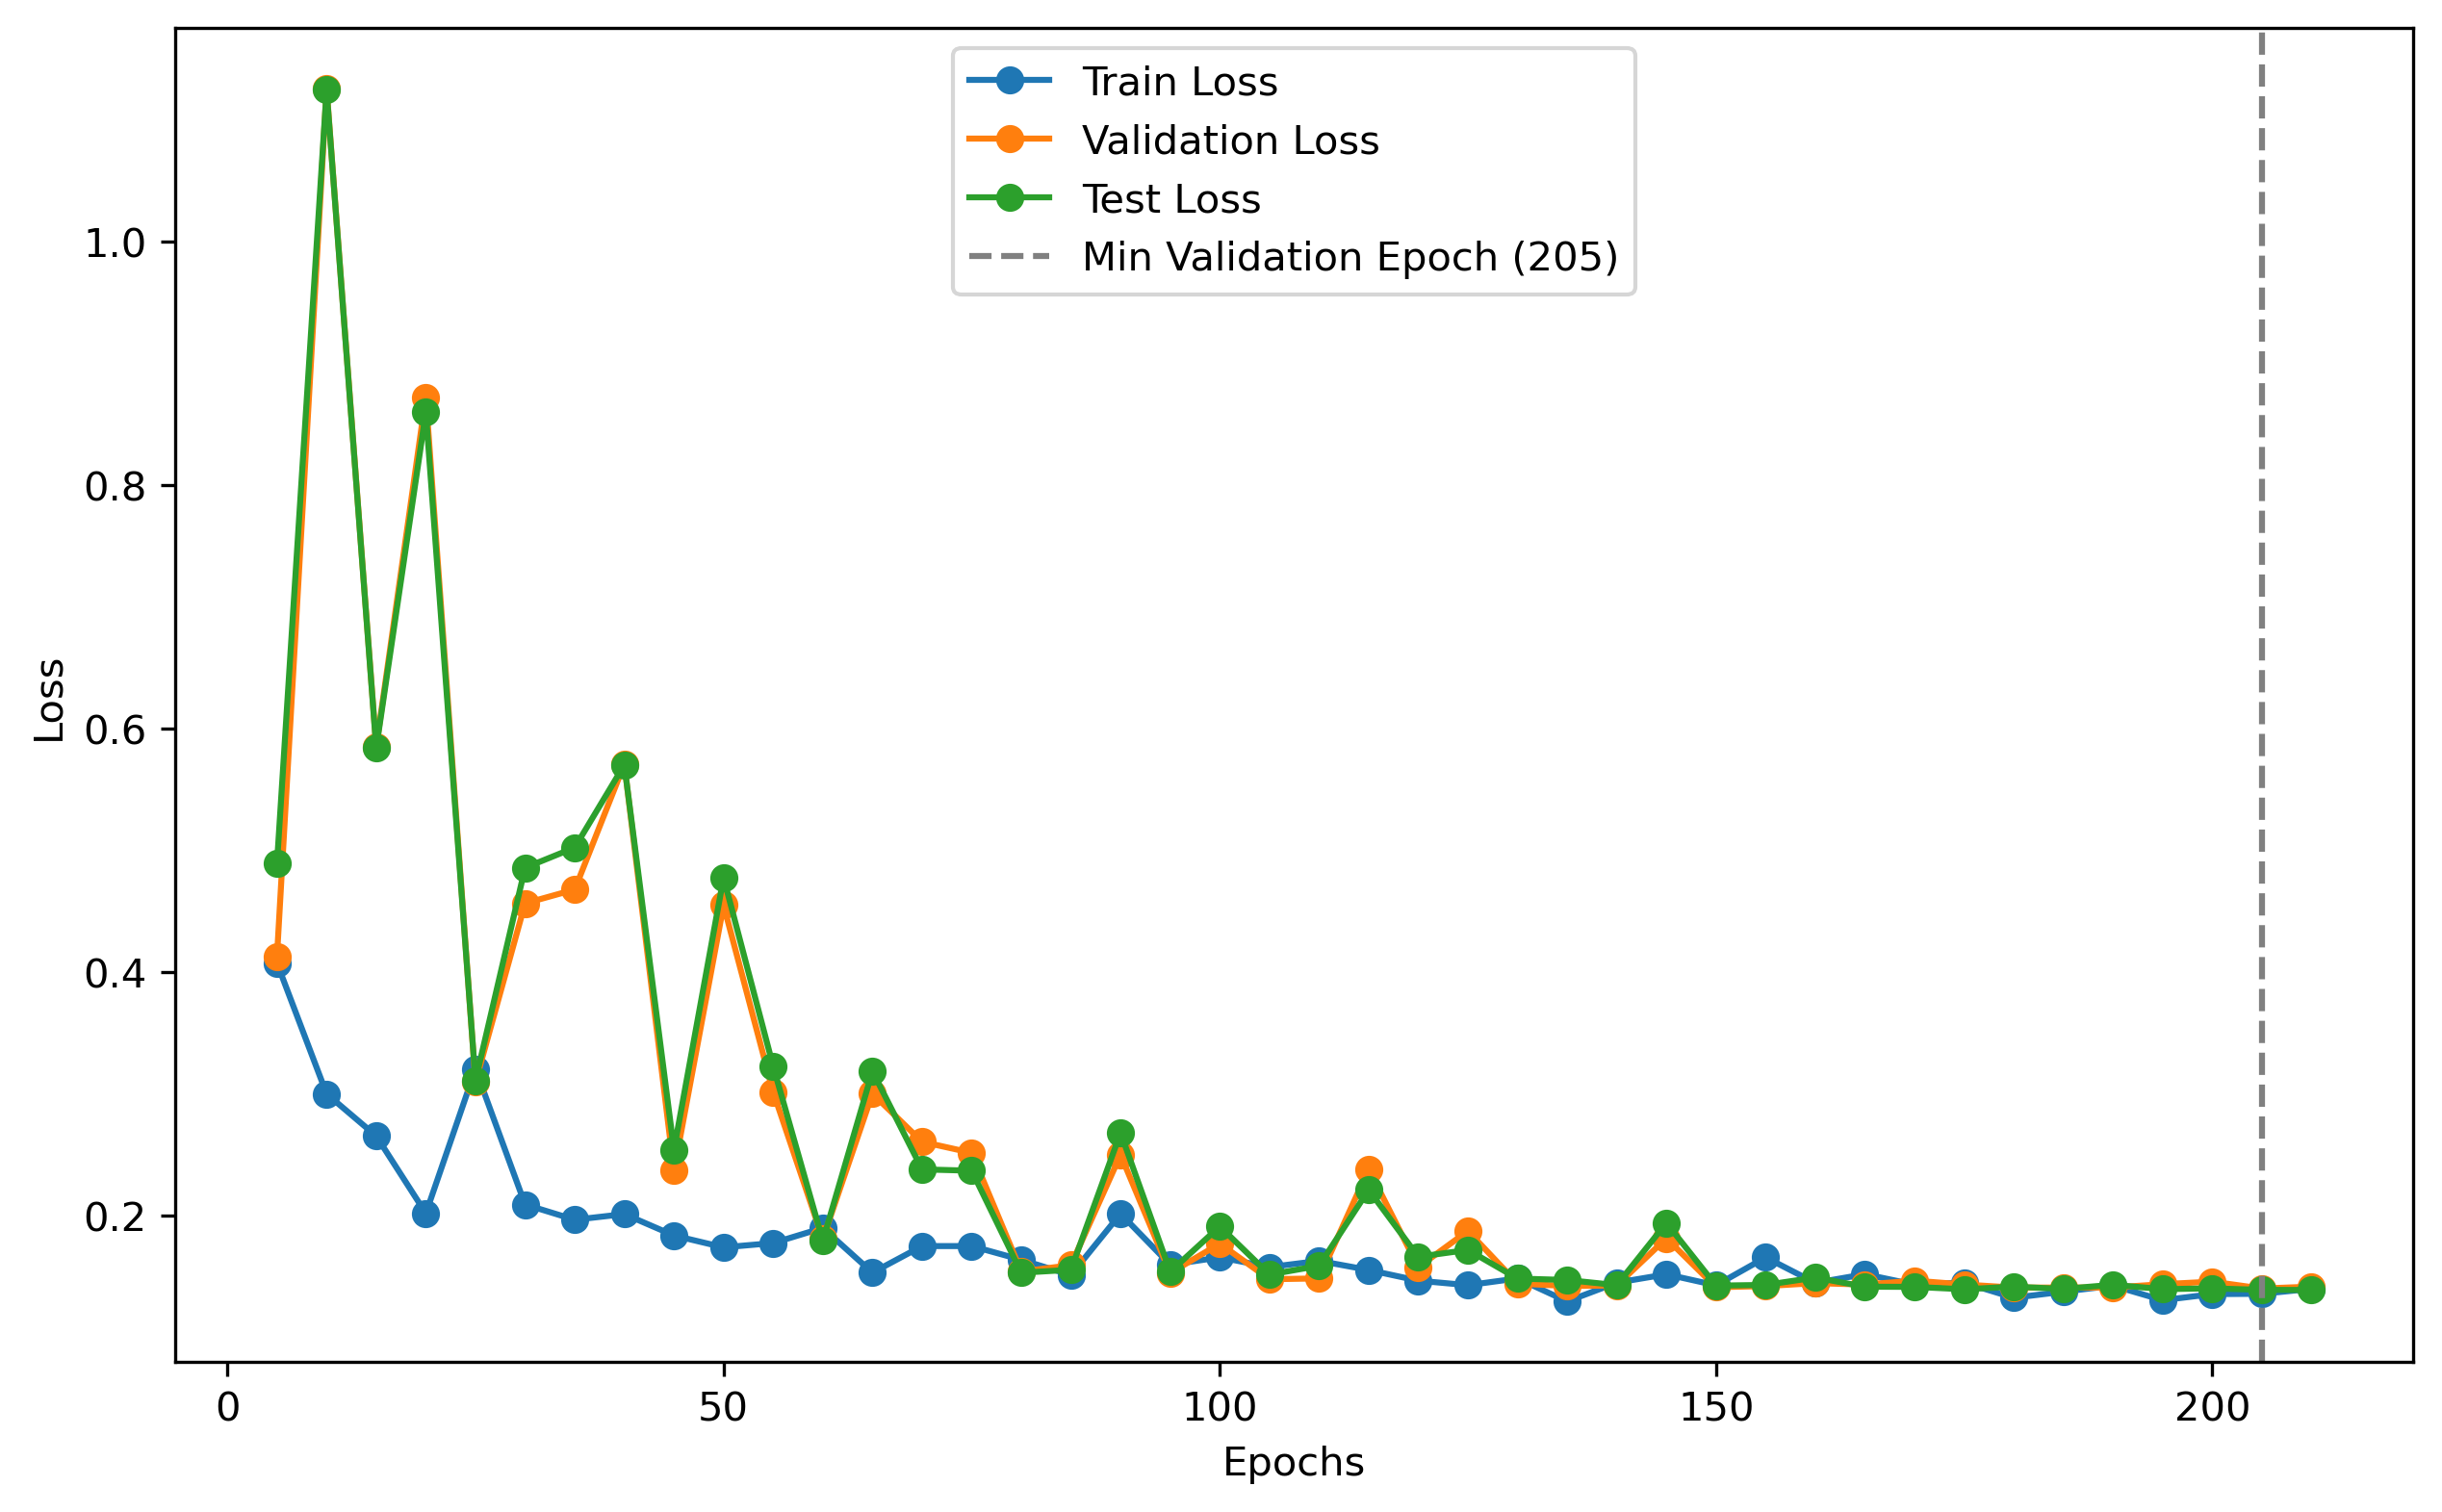 Train Loss
Validation Loss
Test Loss
Min Validation Epoch (205)
1.0
0.8
0.6
0.4
0.2
Loss
0 50 100 150 200
Epochs